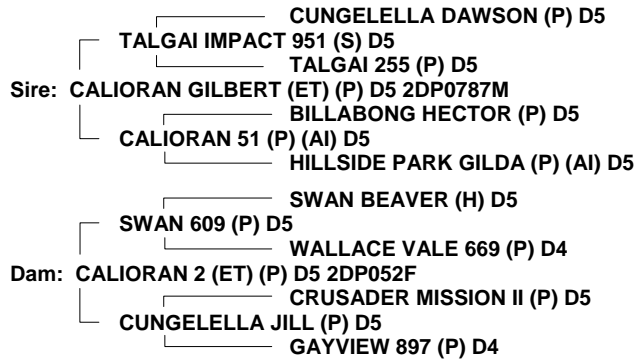 CUNGELELLA DAWSON (P) D5
TALGAI IMPACT 951 (S) D5
TALGAI 255 (P) D5
Sire: CALIORAN GILBERT (ET) (P) D5 2DP0787M
BILLABONG HECTOR (P) D5
CALIORAN 51 (P) (AI) D5
HILLSIDE PARK GILDA (P) (AI) D5
SWAN BEAVER (H) D5
SWAN 609 (P) D5
WALLACE VALE 669 (P) D4
Dam: CALIORAN 2 (ET) (P) D5 2DP052F
CRUSADER MISSION II (P) D5
CUNGELELLA JILL (P) D5
GAYVIEW 897 (P) D4